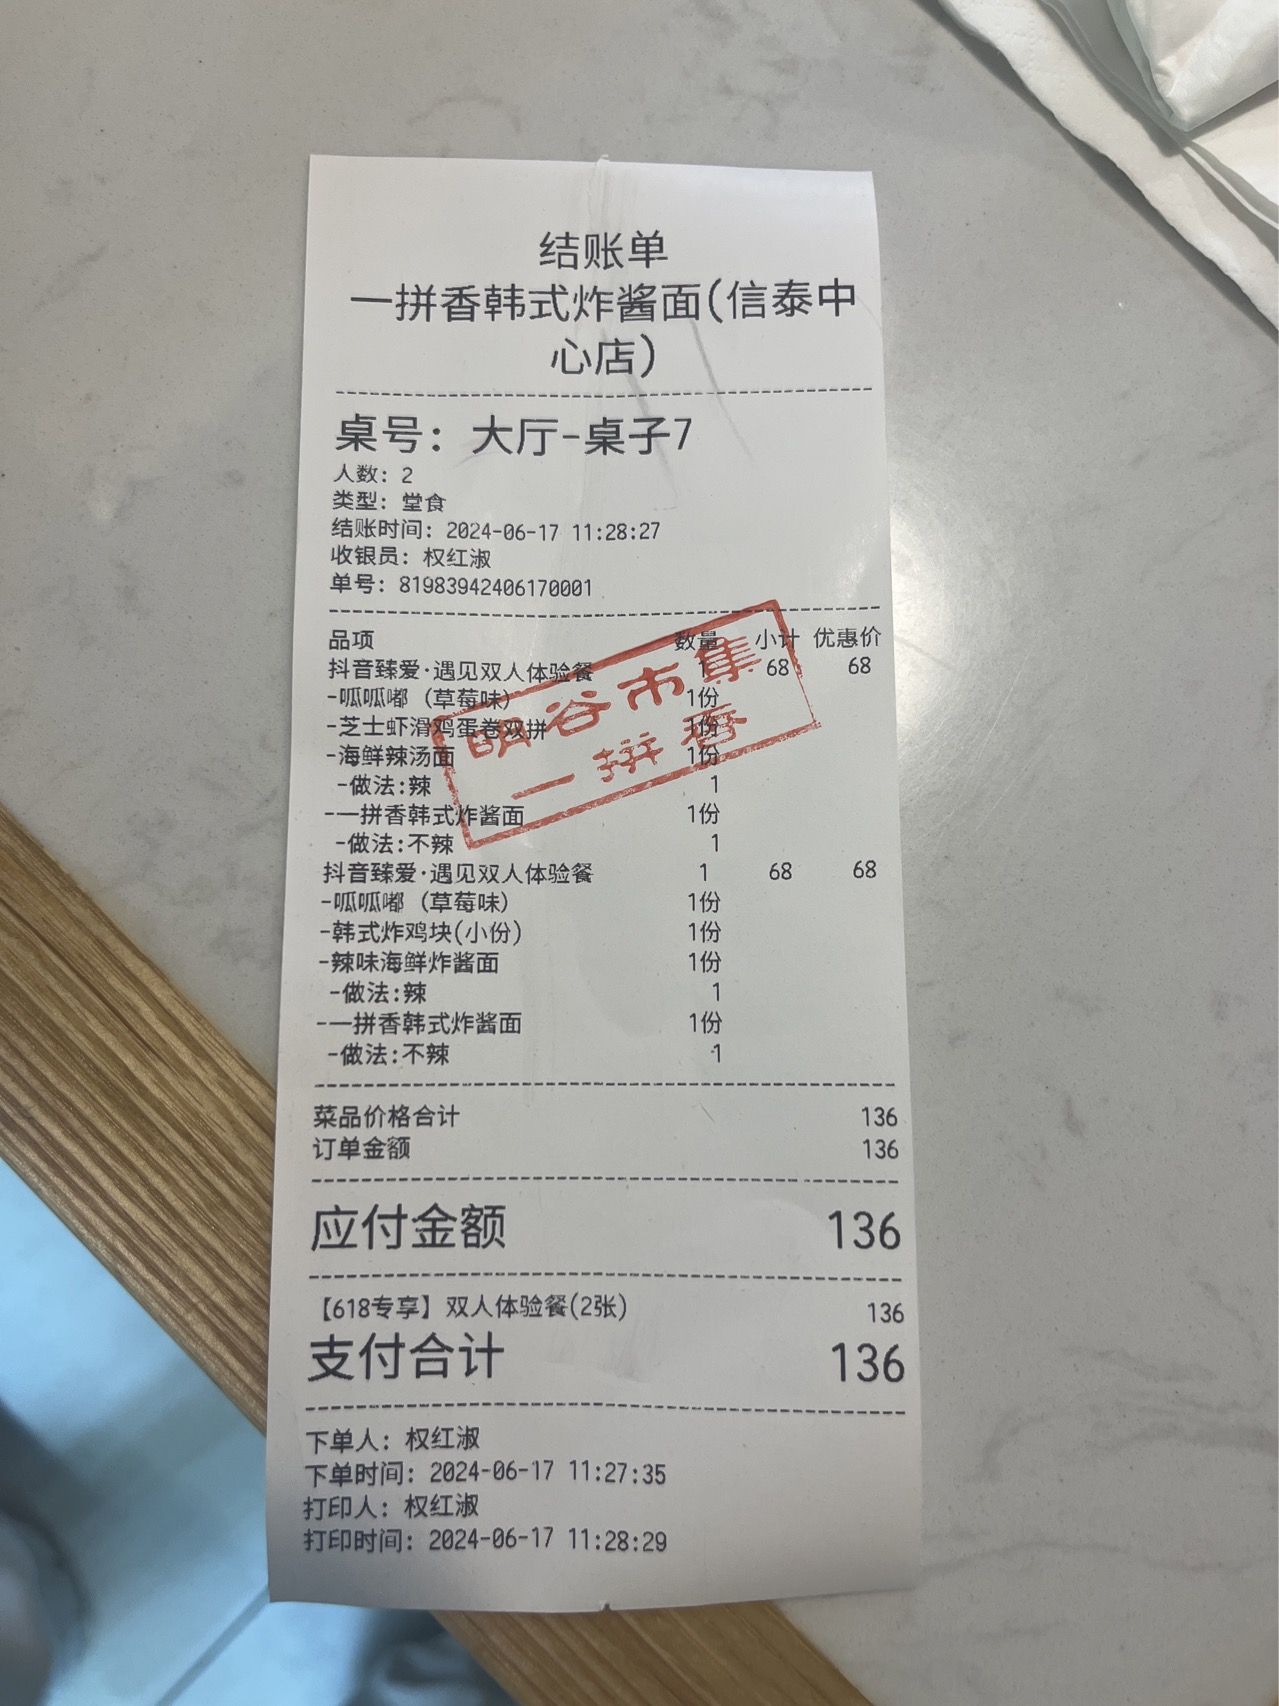 结账单
一拼香韩式炸酱面(信泰中
心店)
桌号: 大厅-桌子7
人数: 2
类型: 堂食
结账时间: 2024-06-17 11:28:27
收银员: 权红淑
单号: 81983942406170001
品项 数量 小计 优惠价
抖音臻爱·遇见双人体验餐 1 68 68
-呱呱嘟 (草莓味) 1份
-芝士虾滑鸡蛋卷双拼 1份
-海鲜辣汤面 1份
-做法:辣 1
-一拼香韩式炸酱面 1份
-做法:不辣 1
明谷市集
一拼香
抖音臻爱·遇见双人体验餐 1 68 68
-呱呱嘟 (草莓味) 1份
-韩式炸鸡块(小份) 1份
-辣味海鲜炸酱面 1份
-做法:辣 1
-一拼香韩式炸酱面 1份
-做法:不辣 1
菜品价格合计 136
订单金额 136
应付金额 136
【618专享】双人体验餐(2张) 136
支付合计 136
下单人: 权红淑
下单时间: 2024-06-17 11:27:35
打印人: 权红淑
打印时间: 2024-06-17 11:28:29